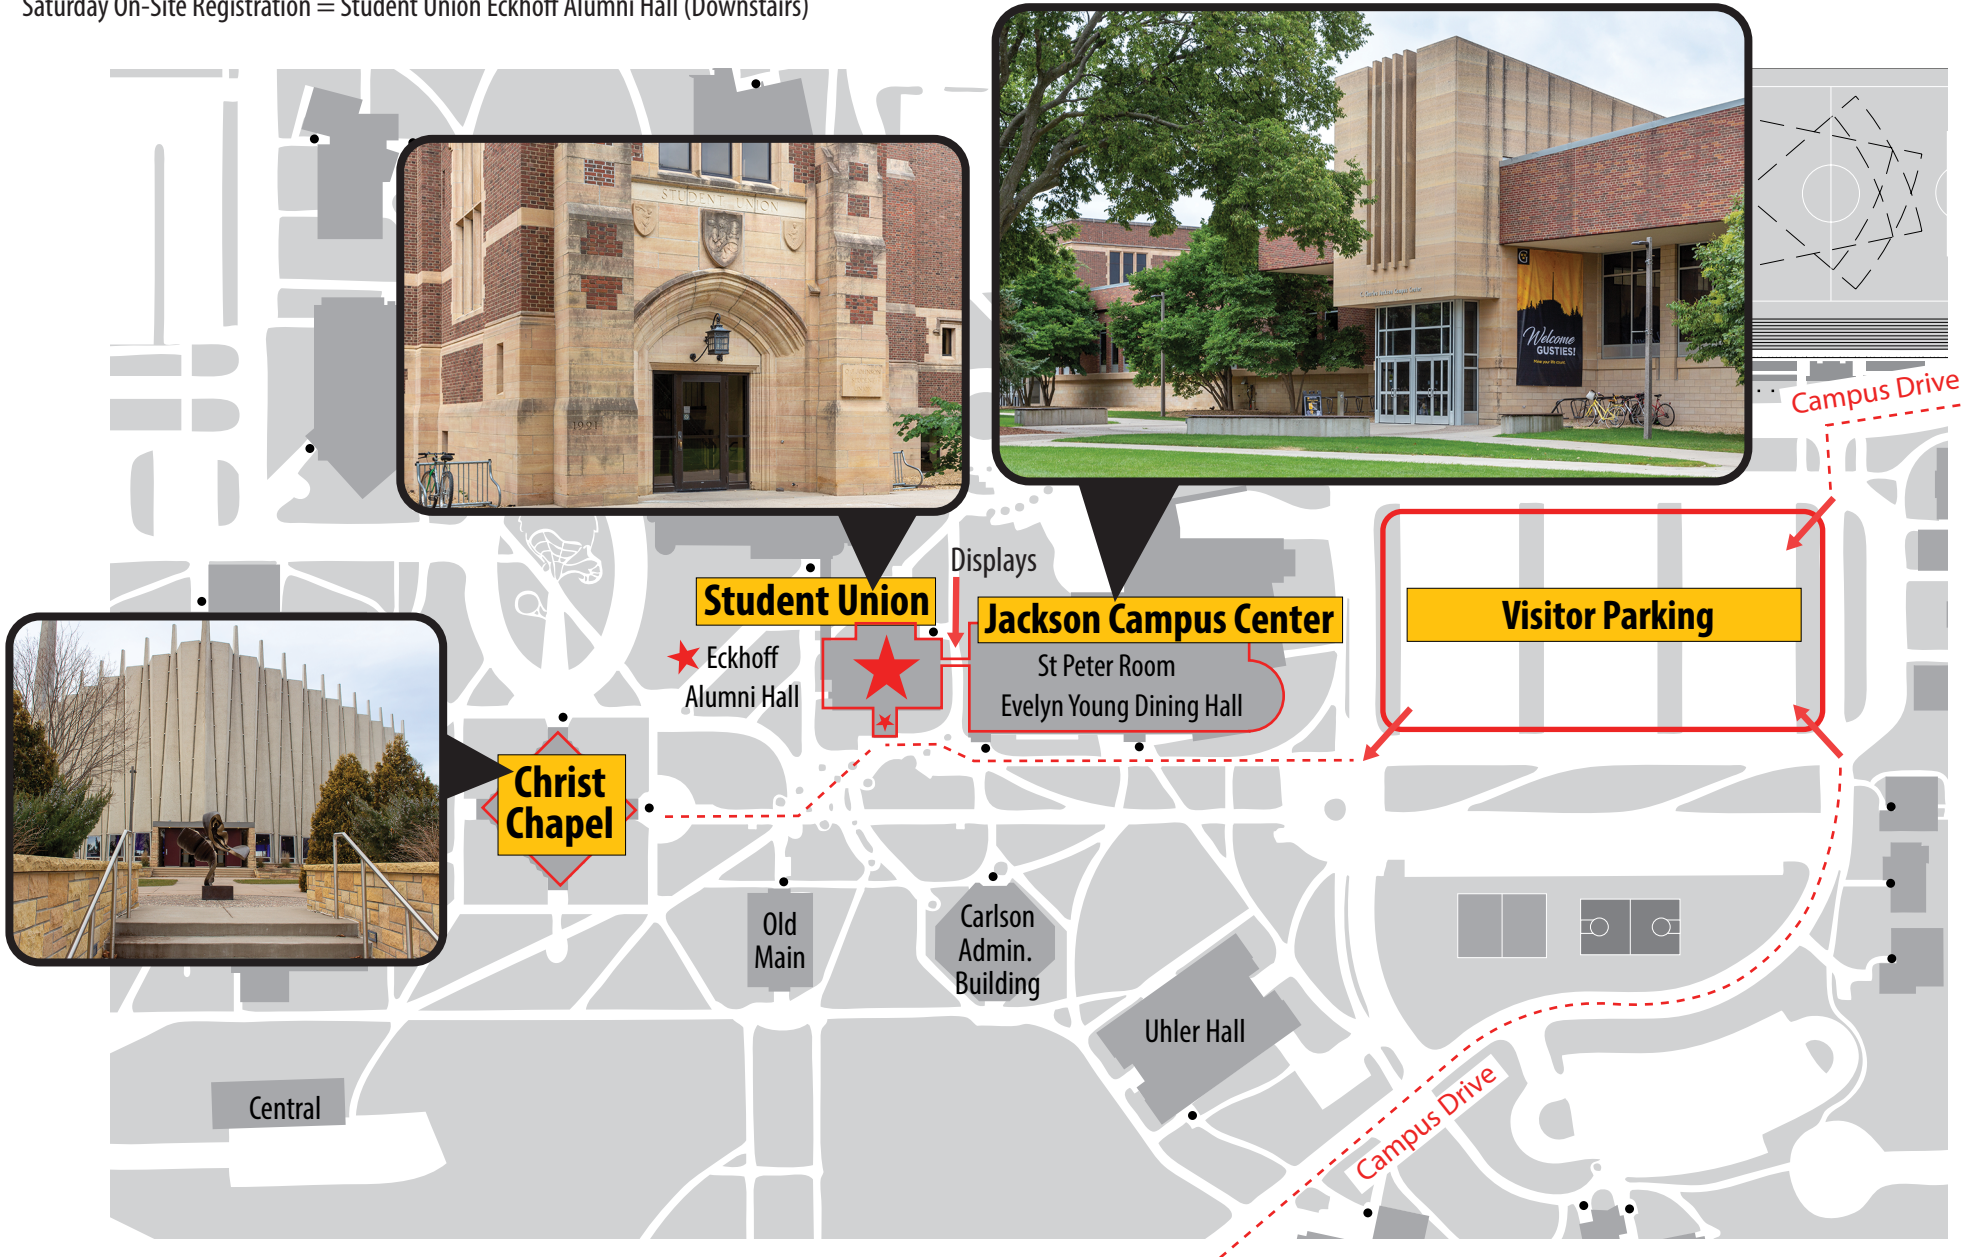 Saturday On-Site Registration = Student Union Eckhoff Alumni Hall (Downstairs)
STUDENT UNION
1921
Welcome
GUSTIES!
Campus Drive
Displays
Student Union
Jackson Campus Center
Visitor Parking
Eckhoff
Alumni Hall
St Peter Room
Evelyn Young Dining Hall
Christ
Chapel
Old
Main
Carlson
Admin.
Building
Uhler Hall
Central
Campus Drive